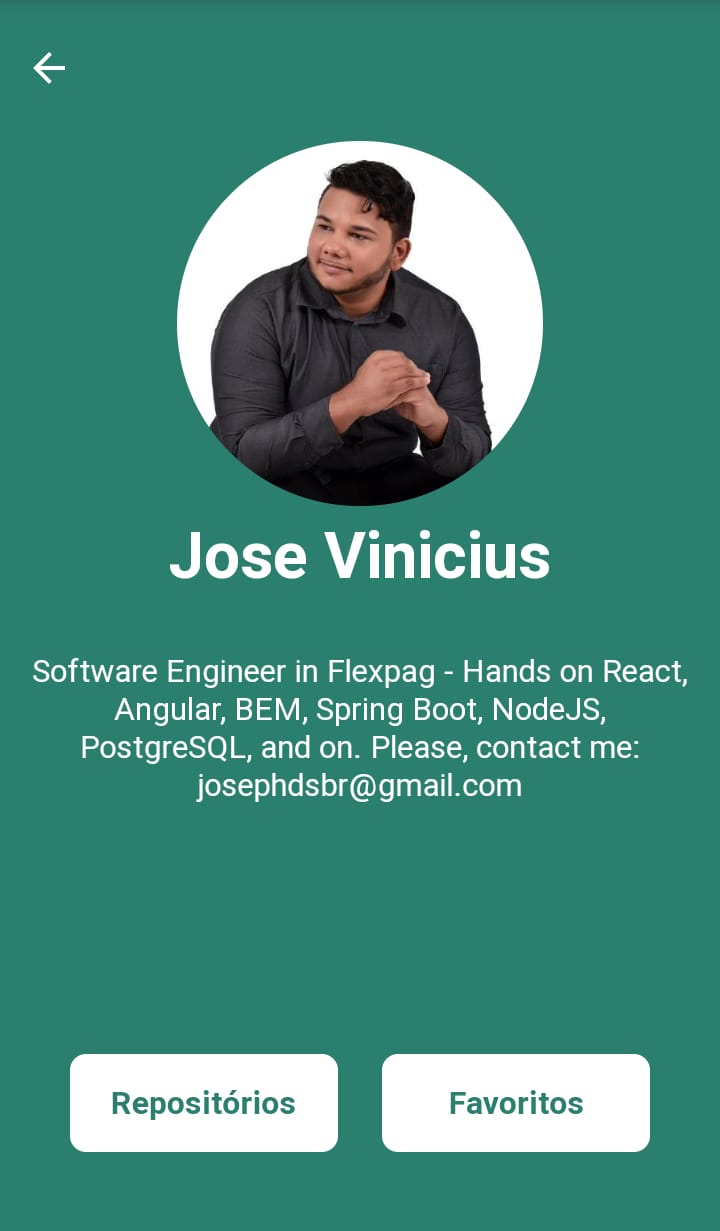 Jose Vinicius
Software Engineer in Flexpag - Hands on React,
Angular, BEM, Spring Boot, NodeJS,
PostgreSQL, and on. Please, contact me:
josephdsbr@gmail.com
Repositórios
Favoritos